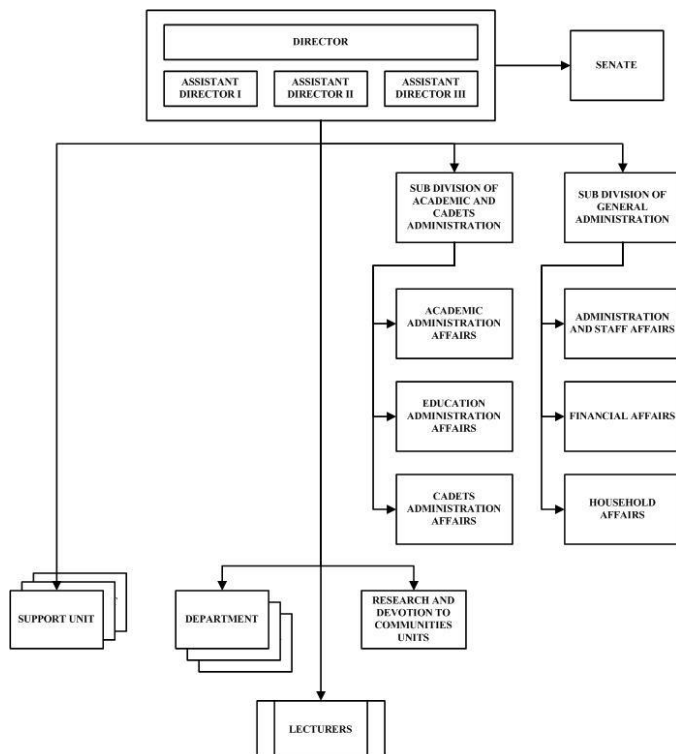 DIRECTOR
ASSISTANT
DIRECTOR I
ASSISTANT
DIRECTOR II
ASSISTANT
DIRECTOR III
SENATE
SUB DIVISION OF
ACADEMIC AND
CADETS
ADMINISTRATION
SUB DIVISION OF
GENERAL
ADMINISTRATION
ACADEMIC
ADMINISTRATION
AFFAIRS
ADMINISTRATION
AND STAFF AFFAIRS
EDUCATION
ADMINISTRATION
AFFAIRS
FINANCIAL AFFAIRS
CADETS
ADMINISTRATION
AFFAIRS
HOUSEHOLD
AFFAIRS
SUPPORT UNIT
DEPARTMENT
RESEARCH AND
DEVOTION TO
COMMUNITIES
UNITS
LECTURERS